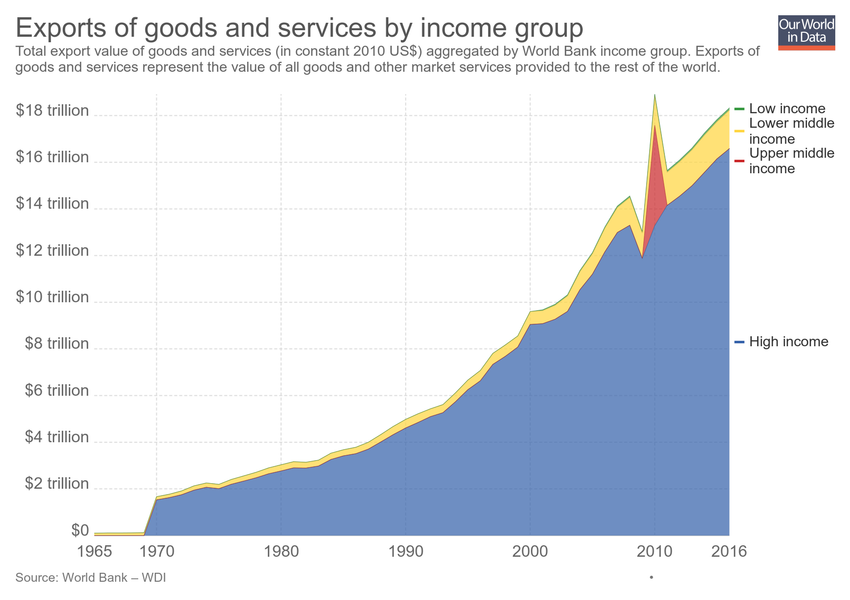 Exports of goods and services by income group
Our World
in Data
Total export value of goods and services (in constant 2010 US$) aggregated by World Bank income group. Exports of
goods and services represent the value of all goods and other market services provided to the rest of the world.
$18 trillion
$16 trillion
$14 trillion
$12 trillion
$10 trillion
$8 trillion
$6 trillion
$4 trillion
$2 trillion
$0
Low income
Lower middle
income
Upper middle
income
High income
1965 1970 1980 1990 2000 2010 2016
Source: World Bank – WDI